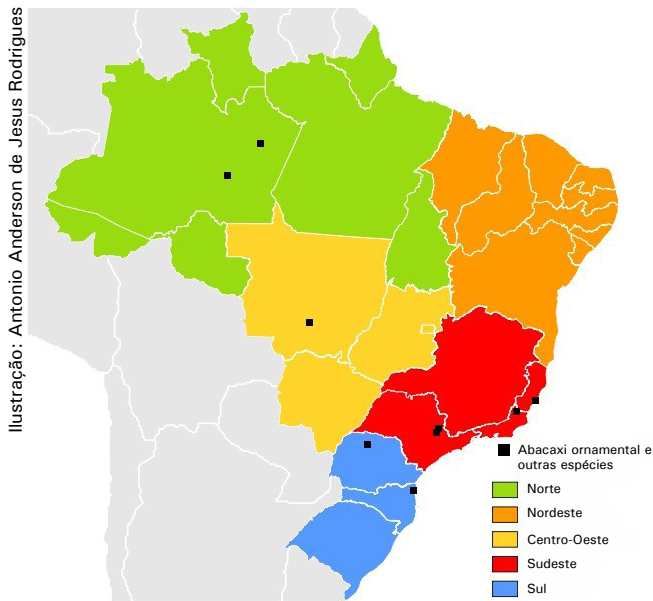 Ilustração: Antonio Anderson de Jesus Rodrigues
Abacaxi ornamental e
outras espécies
Norte
Nordeste
Centro-Oeste
Sudeste
Sul